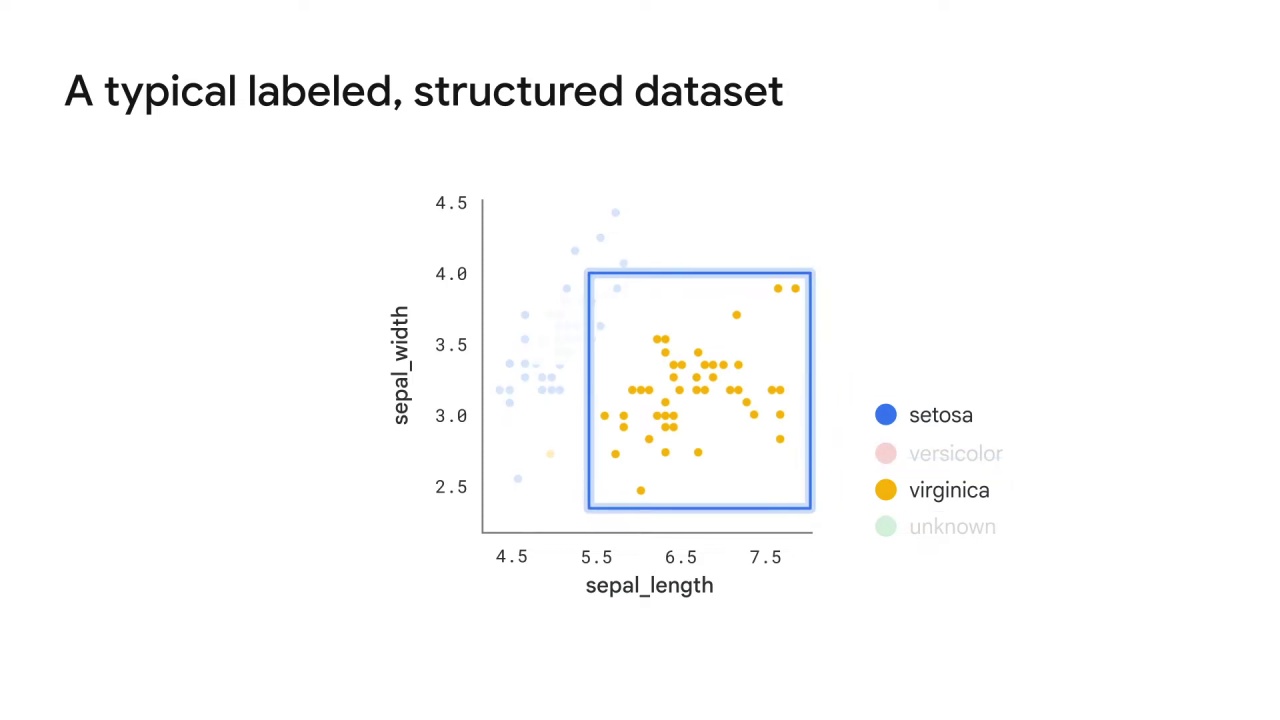 A typical labeled, structured dataset
4.5
4.0
3.5
3.0
2.5
sepal_width
4.5 5.5 6.5 7.5
sepal_length
setosa
versicolor
virginica
unknown